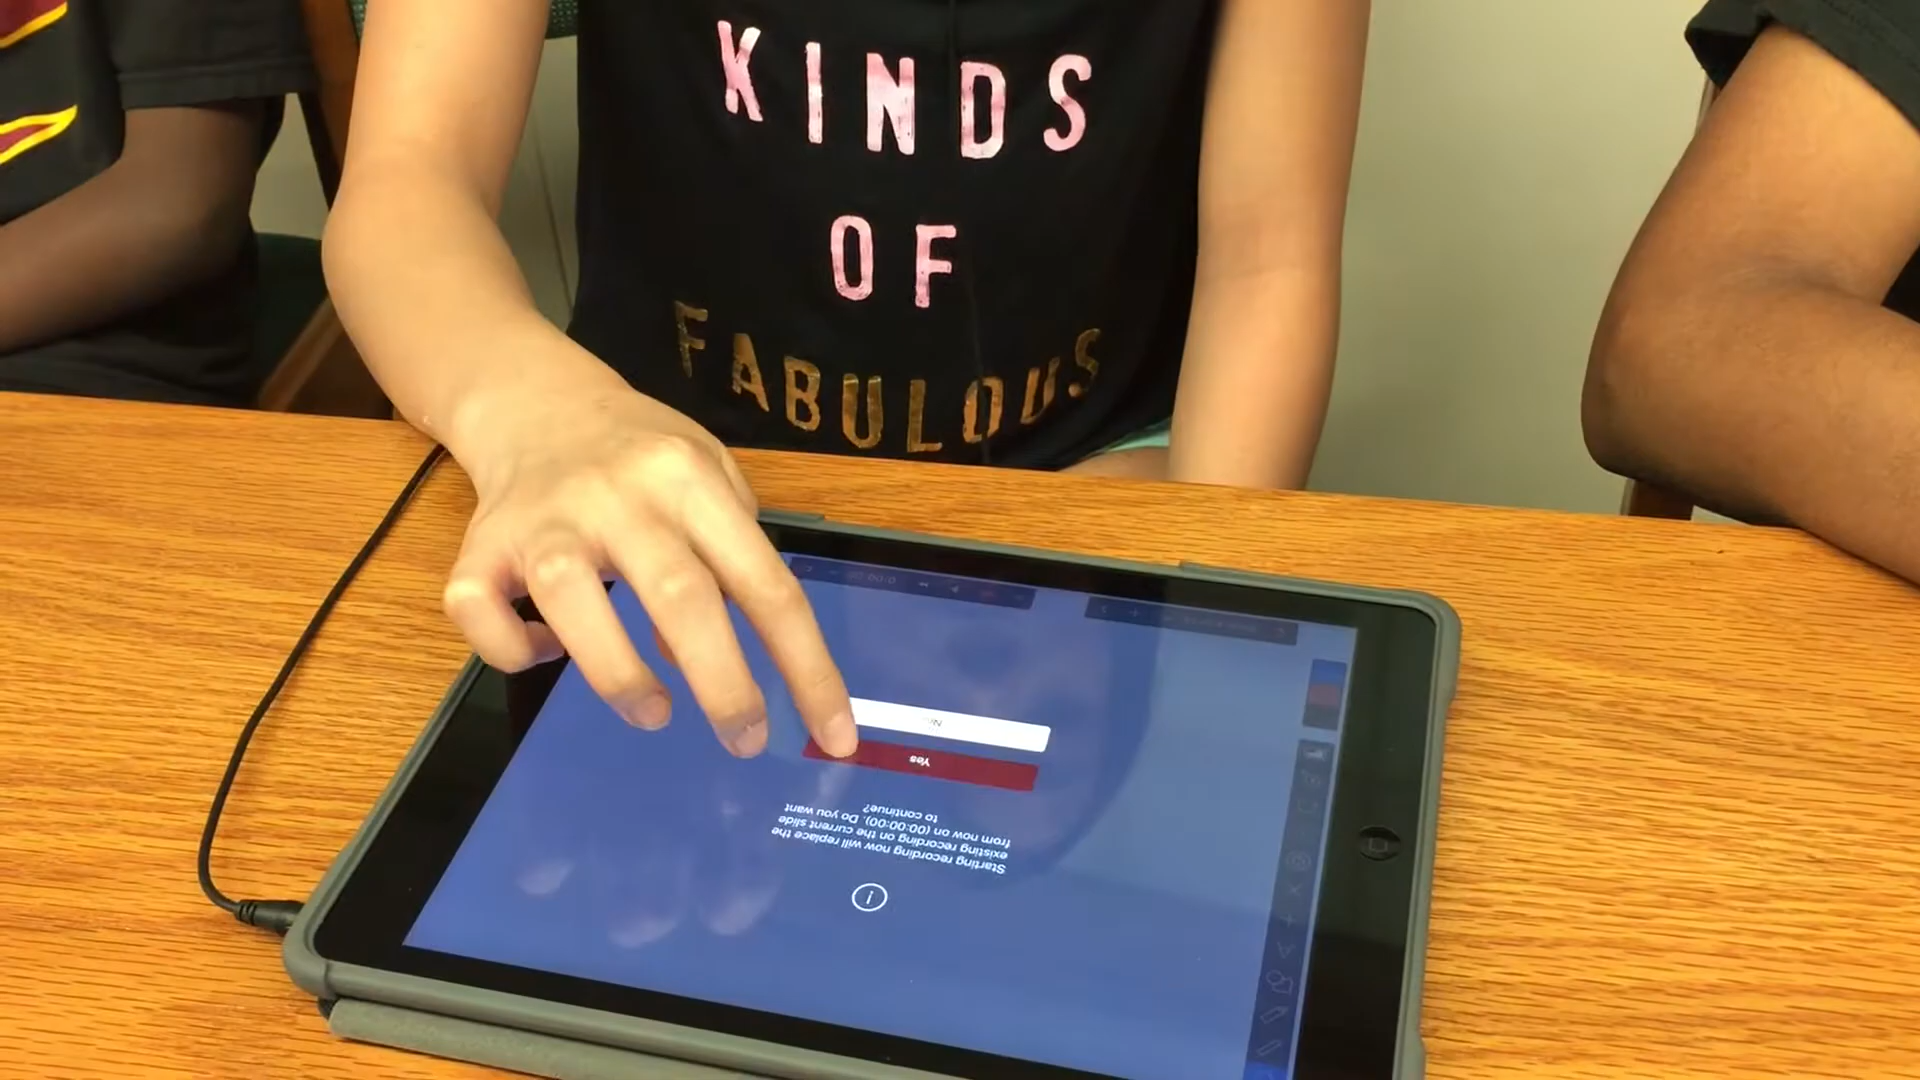 KINDS
OF
FABULOUS
Starting recording now will replace the
existing recording on the current slide
from now on (00:00:00). Do you want
to continue?
Yes
No